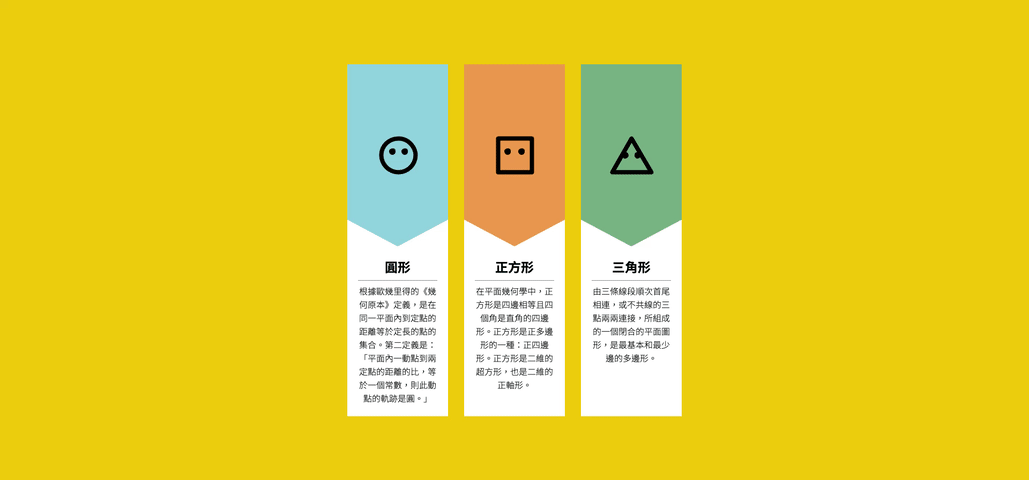 圓形
根據歐幾里得的《幾
何原本》定義，是在
同一平面內到定點的
距離等於定長的點的
集合。第二定義是：
「平面內一動點到兩
定點的距離的比，等
於一個常數，則此動
點的軌跡是圓。」
正方形
在平面幾何學中，正
方形是四邊相等且四
個角是直角的四邊
形。正方形是正多邊
形的一種：正四邊
形。正方形是二維的
超方形，也是二維的
正軸形。
三角形
由三條線段順次首尾
相連，或不共線的三
點兩兩連接，所組成
的一個閉合的平面圖
形，是最基本和最少
邊的多邊形。